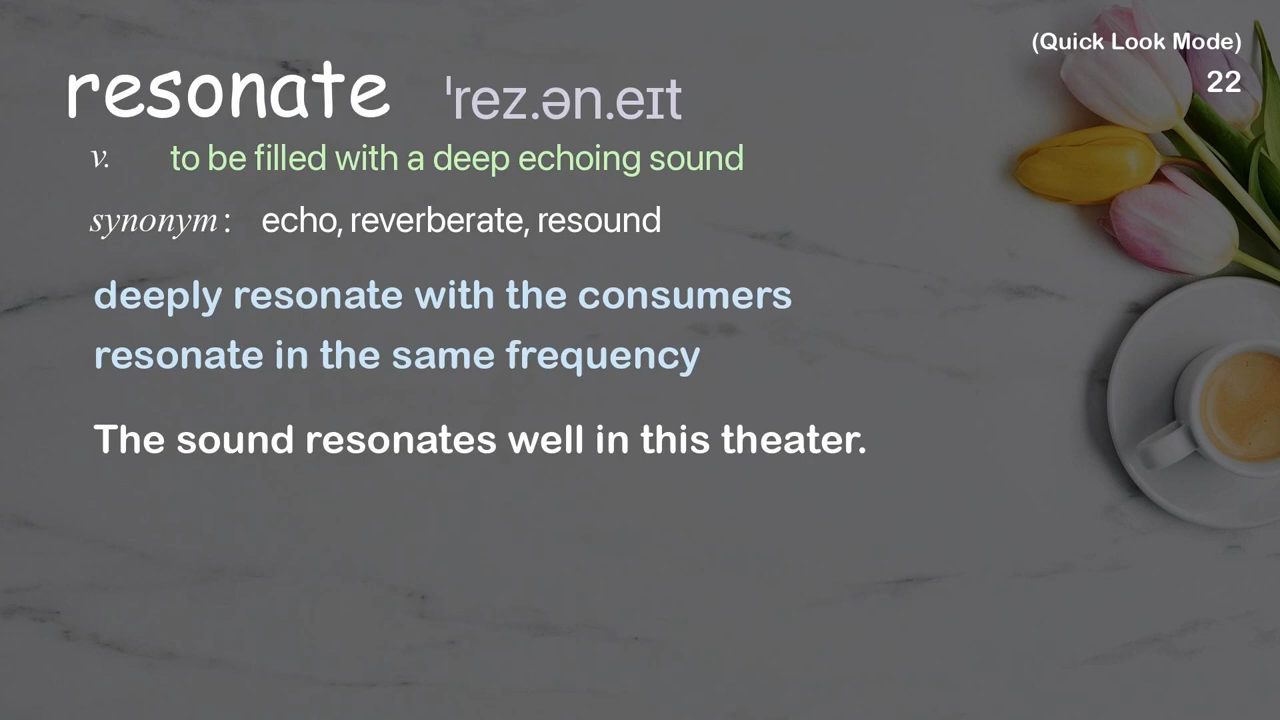 (Quick Look Mode)
22
resonate ˈrez.ən.eɪt
v. to be filled with a deep echoing sound
synonym: echo, reverberate, resound
deeply resonate with the consumers
resonate in the same frequency
The sound resonates well in this theater.